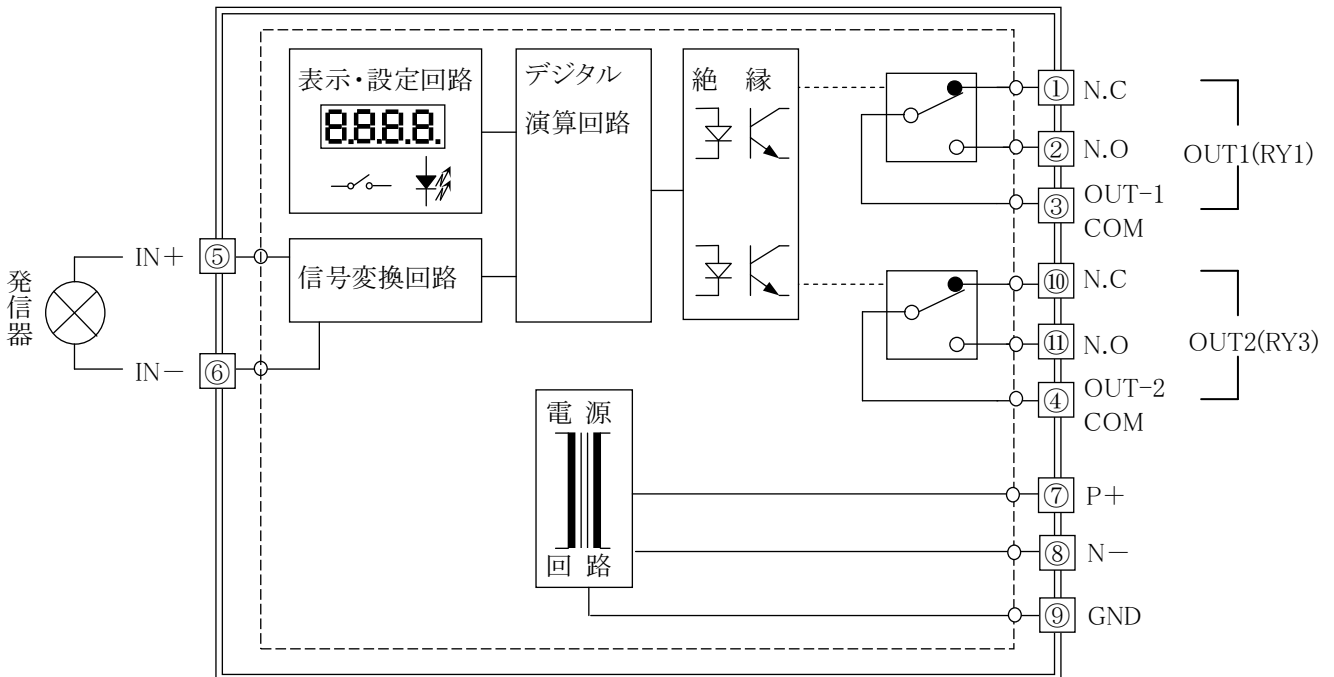 表示・設定回路
8.8.8.8.
デジタル
演算回路
絶 縁
① N.C
② N.O
③ OUT-1
COM
OUT1(RY1)
発信器
IN＋ ⑤
IN－ ⑥
信号変換回路
⑩ N.C
⑪ N.O
④ OUT-2
COM
OUT2(RY3)
電 源
回 路
⑦ P＋
⑧ N－
⑨ GND